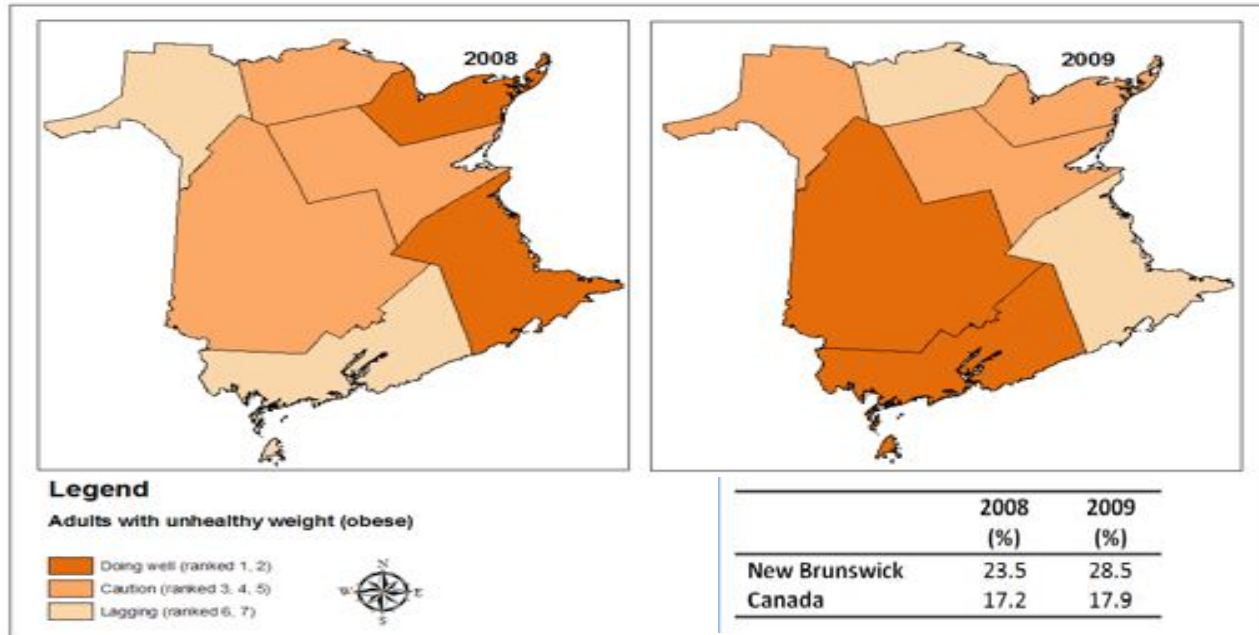 2008
2009
Legend
Adults with unhealthy weight (obese)
Doing well (ranked 1, 2)
Caution (ranked 3, 4, 5)
Lagging (ranked 6, 7)
N
W
E
S
2008 2009
(%) (%)
New Brunswick 23.5 28.5
Canada 17.2 17.9